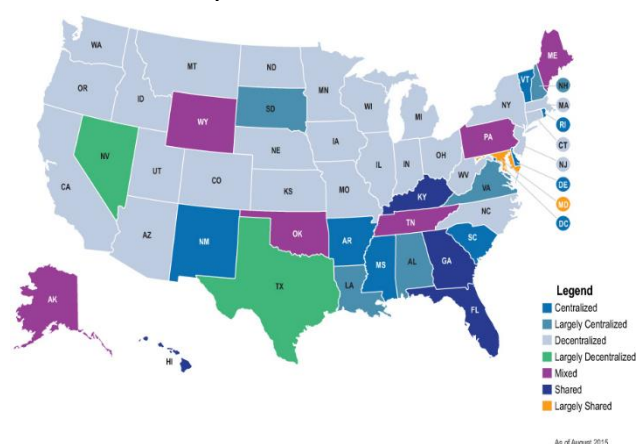 WA
ME
MT
ND
VT
NH
OR
MN
ID
SD
WI
NY
MA
WY
MI
RI
IA
PA
CT
NE
NV
OH
NJ
IL
IN
UT
DE
CO
WV
CA
KS
MO
VA
MD
KY
DC
NC
TN
AZ
OK
NM
AR
SC
MS
AL
GA
TX
LA
FL
AK
HI
Legend
Centralized
Largely Centralized
Decentralized
Largely Decentralized
Mixed
Shared
Largely Shared
As of August 2015